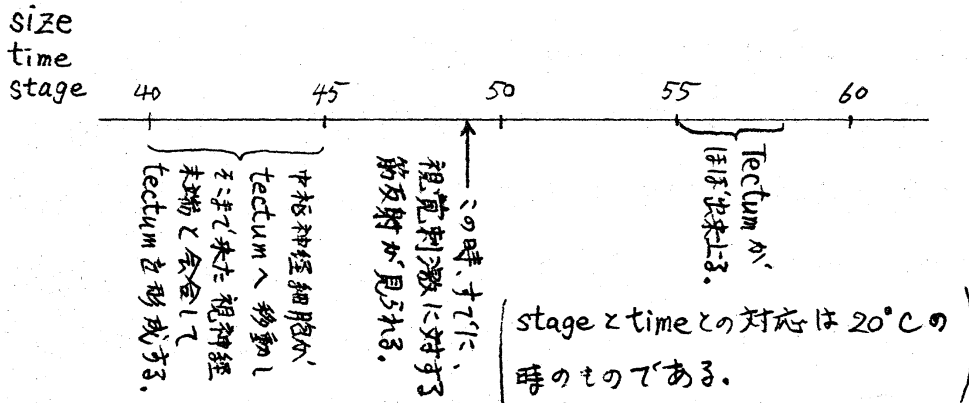 size
time
stage
40 45 50 55 60
中枢神経細胞が
tectumへ移動し
そこまで来た視神経
末端と会合して
tectumを形成する.
この時、すでに、
視覚刺激に対する
筋反射が見られる.
Tectumが
ほぼ出来上る.
stageとtimeとの対応は20°Cの
時のものである.